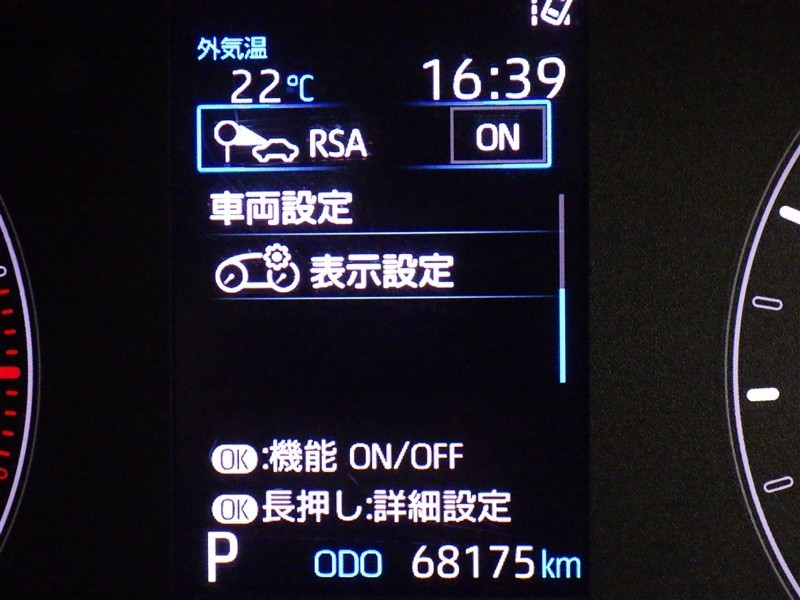 外気温
22℃ 16:39
RSA ON
車両設定
表示設定
OK:機能 ON/OFF
OK長押し:詳細設定
P ODO 68175km